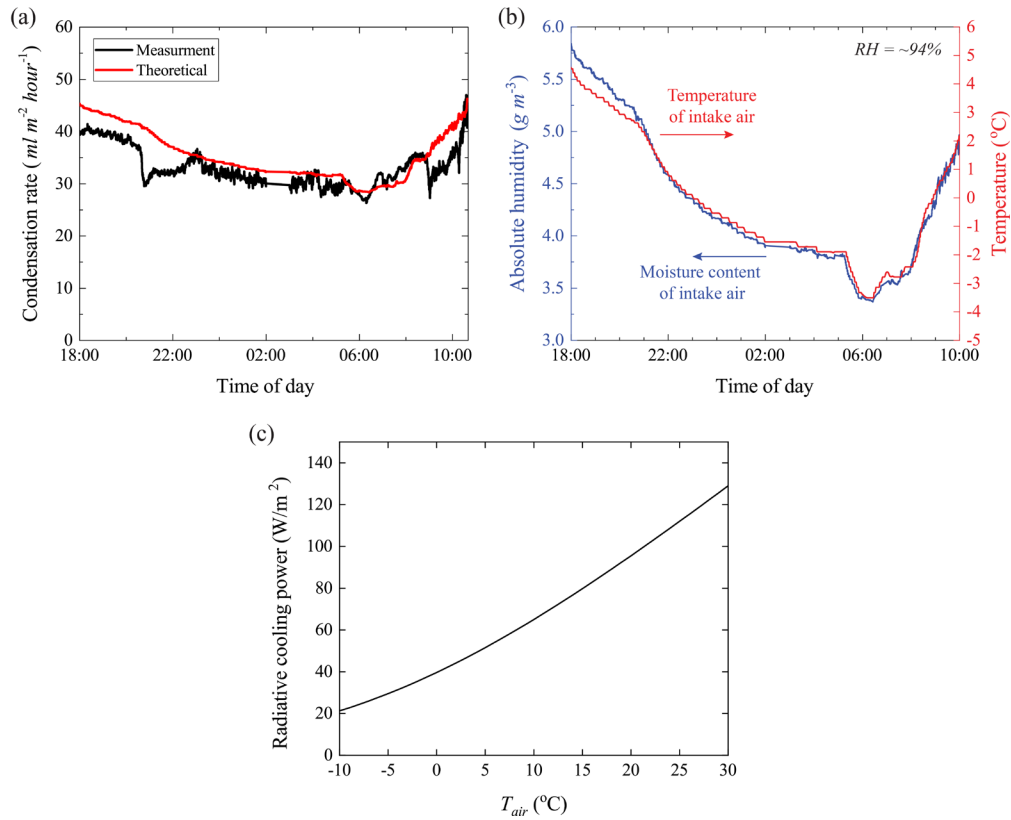 (a)
60
50
40
30
20
10
0
Condensation rate ( ml m⁻² hour⁻¹)
Measurment
Theoretical
18:00 22:00 02:00 06:00 10:00
Time of day
(b)
6.0
5.5
5.0
4.5
4.0
3.5
3.0
Absolute humidity (g m⁻³)
RH = ~94%
Temperature
of intake air
Moisture content
of intake air
6
5
4
3
2
1
0
-1
-2
-3
-4
-5
Temperature (°C)
18:00 22:00 02:00 06:00 10:00
Time of day
(c)
140
120
100
80
60
40
20
0
Radiative cooling power (W/m²)
-10 -5 0 5 10 15 20 25 30
T_air (°C)